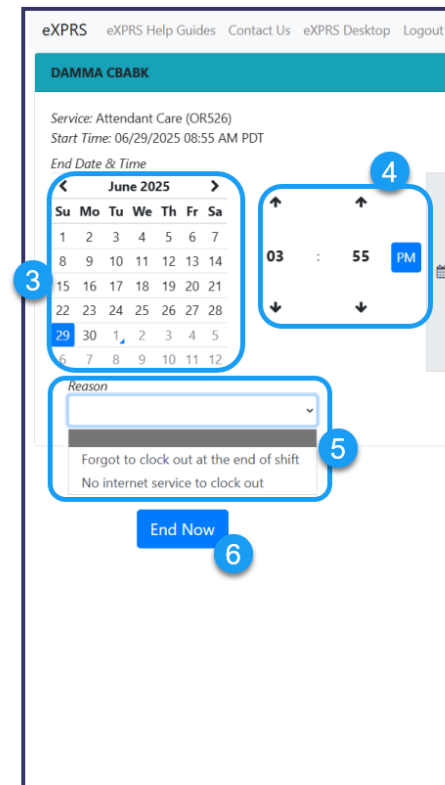 eXPRS eXPRS Help Guides Contact Us eXPRS Desktop Logout
DAMMA CBABK
Service: Attendant Care (OR526)
Start Time: 06/29/2025 08:55 AM PDT
End Date & Time
June 2025
Su Mo Tu We Th Fr Sa
1 2 3 4 5 6 7
8 9 10 11 12 13 14
15 16 17 18 19 20 21
22 23 24 25 26 27 28
29 30 1 2 3 4 5
6 7 8 9 10 11 12
3
4
03 : 55 PM
Reason
Forgot to clock out at the end of shift
No internet service to clock out
5
End Now
6